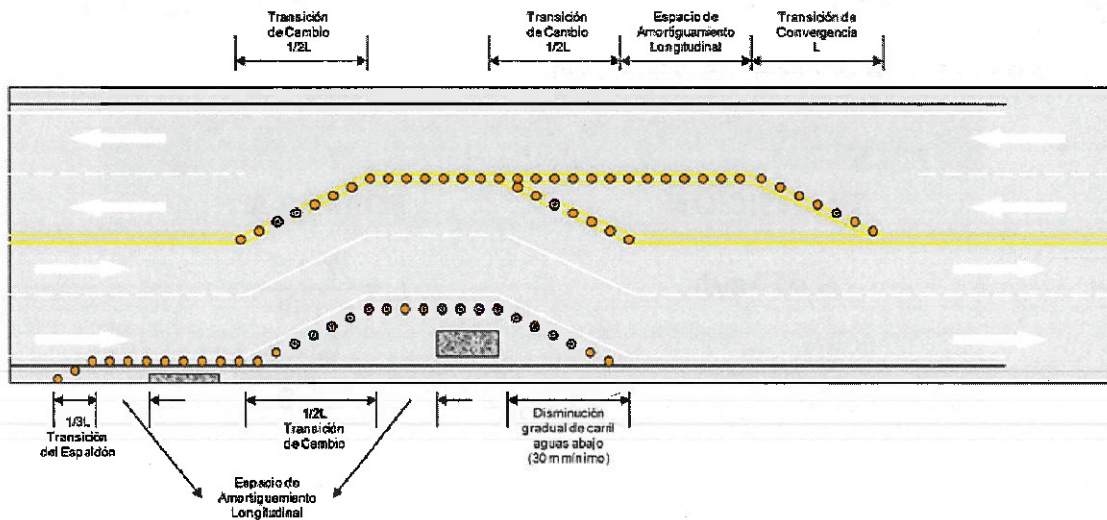 Transición
de Cambio
1/2L
Transición
de Cambio
1/2L
Espacio de
Amortiguamiento
Longitudinal
Transición de
Convergencia
L
1/3L
Transición
del Espaldón
1/2L
Transición
de Cambio
Disminución
gradual de carril
aguas abajo
(30 m mínimo)
Espacio de
Amortiguamiento
Longitudinal